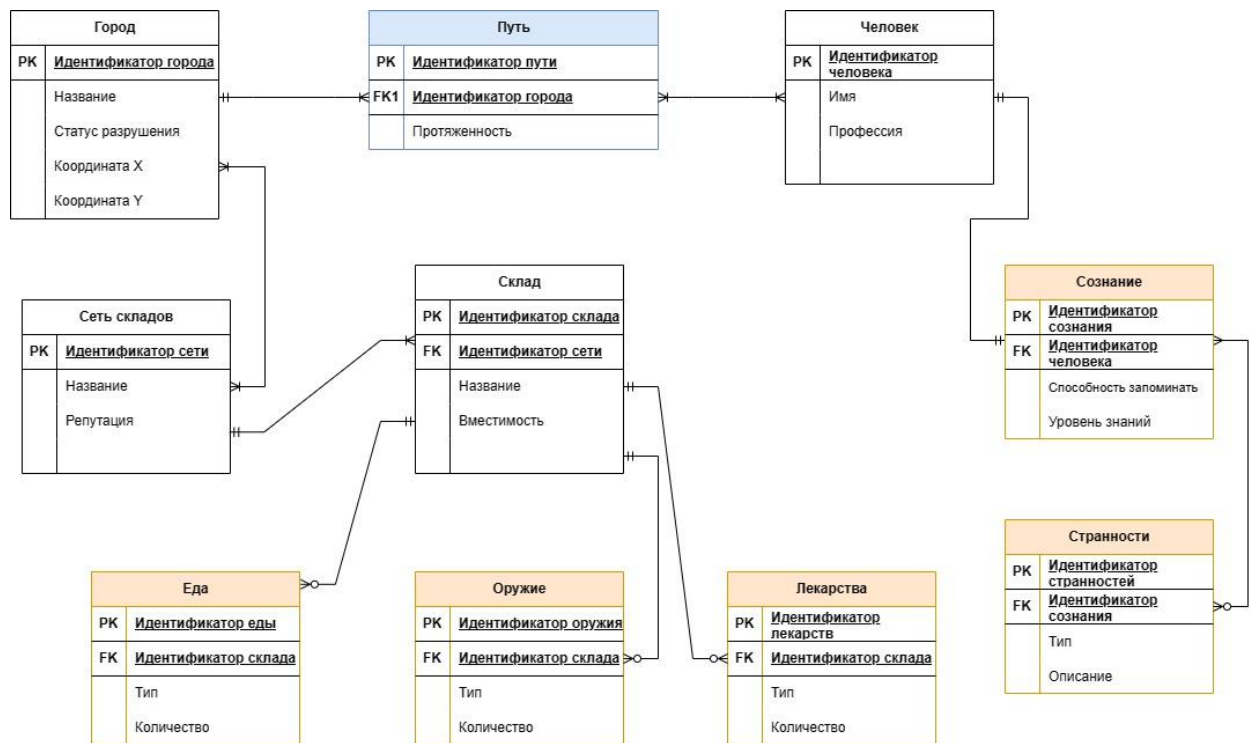 Город
PK Идентификатор города
Название
Статус разрушения
Координата X
Координата Y
Путь
PK Идентификатор пути
FK1 Идентификатор города
Протяженность
Человек
PK Идентификатор
человека
Имя
Профессия
Сеть складов
PK Идентификатор сети
Название
Репутация
Склад
PK Идентификатор склада
FK Идентификатор сети
Название
Вместимость
Сознание
PK Идентификатор
сознания
FK Идентификатор
человека
Способность запоминать
Уровень знаний
Еда
PK Идентификатор еды
FK Идентификатор склада
Тип
Количество
Оружие
PK Идентификатор оружия
FK Идентификатор склада
Тип
Количество
Лекарства
PK Идентификатор
лекарств
FK Идентификатор склада
Тип
Количество
Странности
PK Идентификатор
странностей
FK Идентификатор
сознания
Тип
Описание